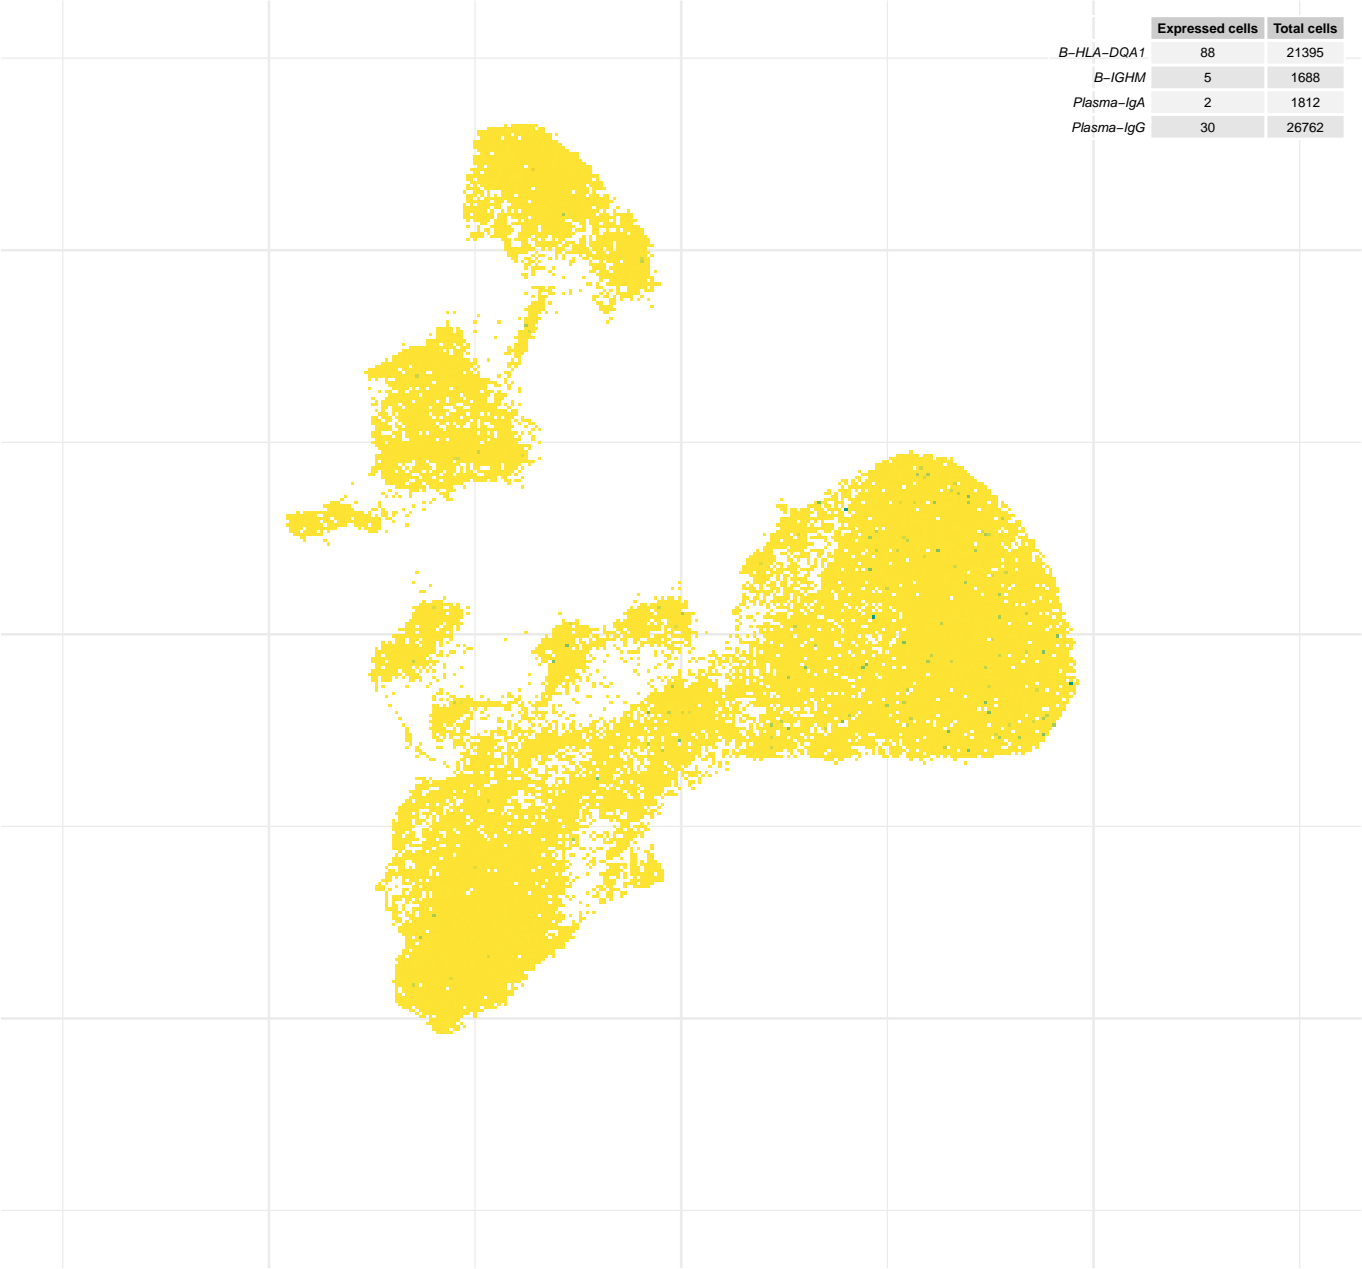 Expressed cells Total cells
B−HLA−DQA1 88 21395
B−IGHM 5 1688
Plasma−IgA 2 1812
Plasma−IgG 30 26762